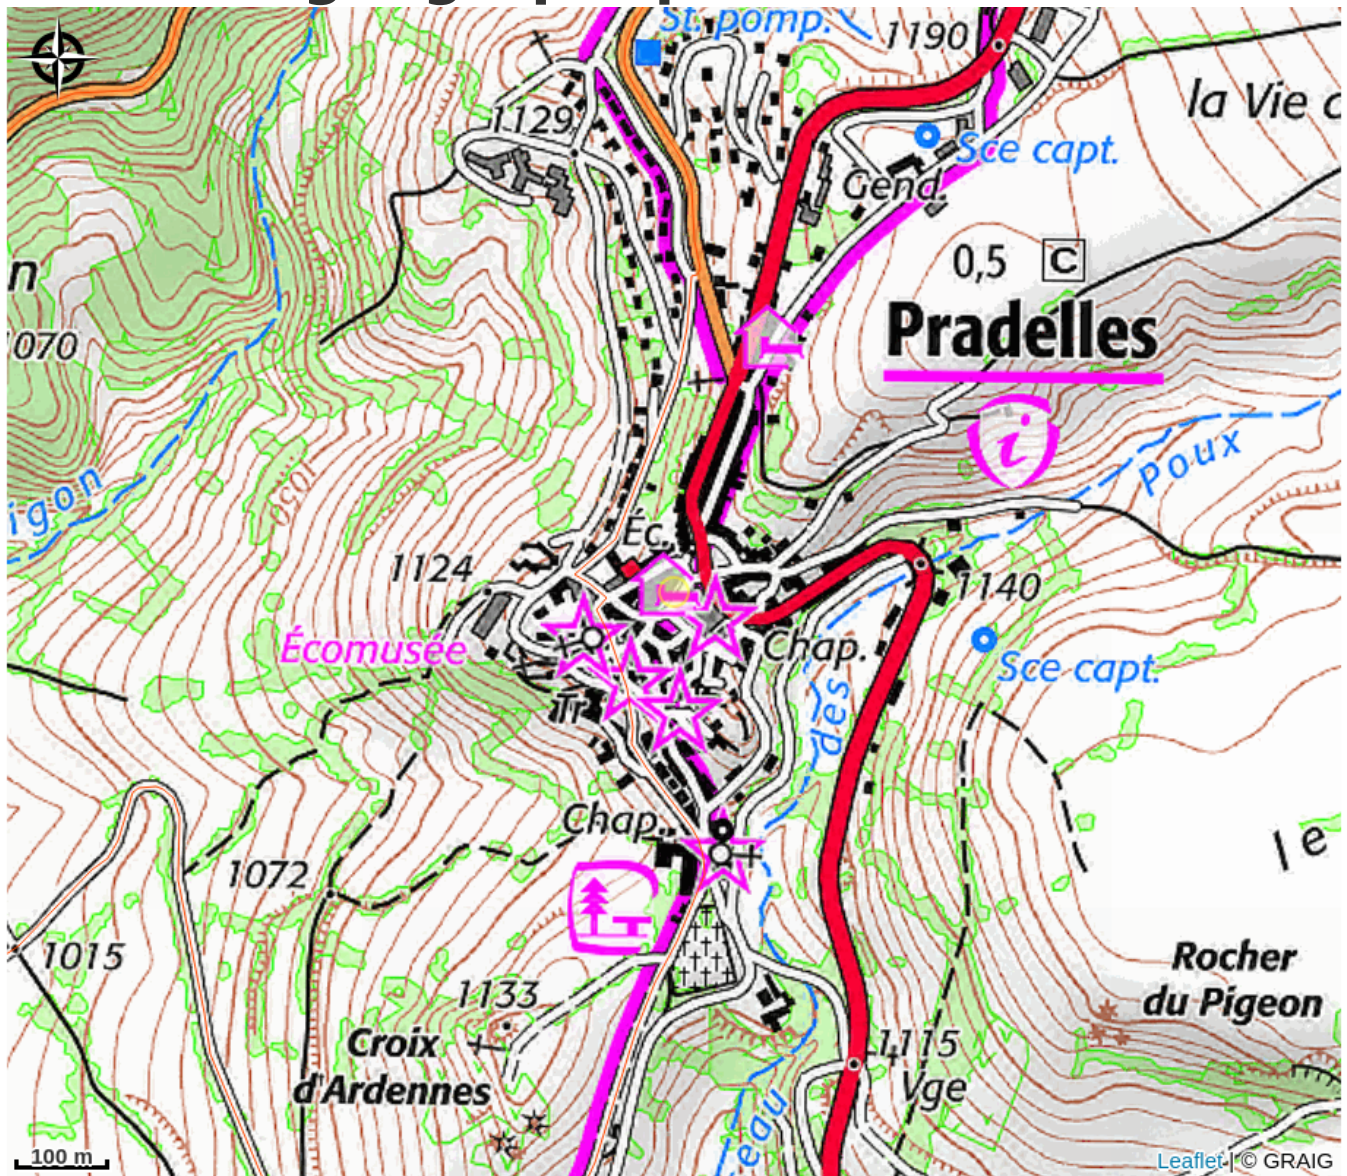 St. pomp.
1190
la Vie
1129
Sce capt.
Gend.
0,5 C
n
Pradelles
1070
i
Poux
igon
1050
Éc.
1124
1140
Écomusée
Chap.
Sce capt.
Tr
des
Chap.
le
1072
1015
Rocher
du Pigeon
1133
Croix
d'Ardennes
1115
Vge
eau
100 m
Leaflet | © GRAIG